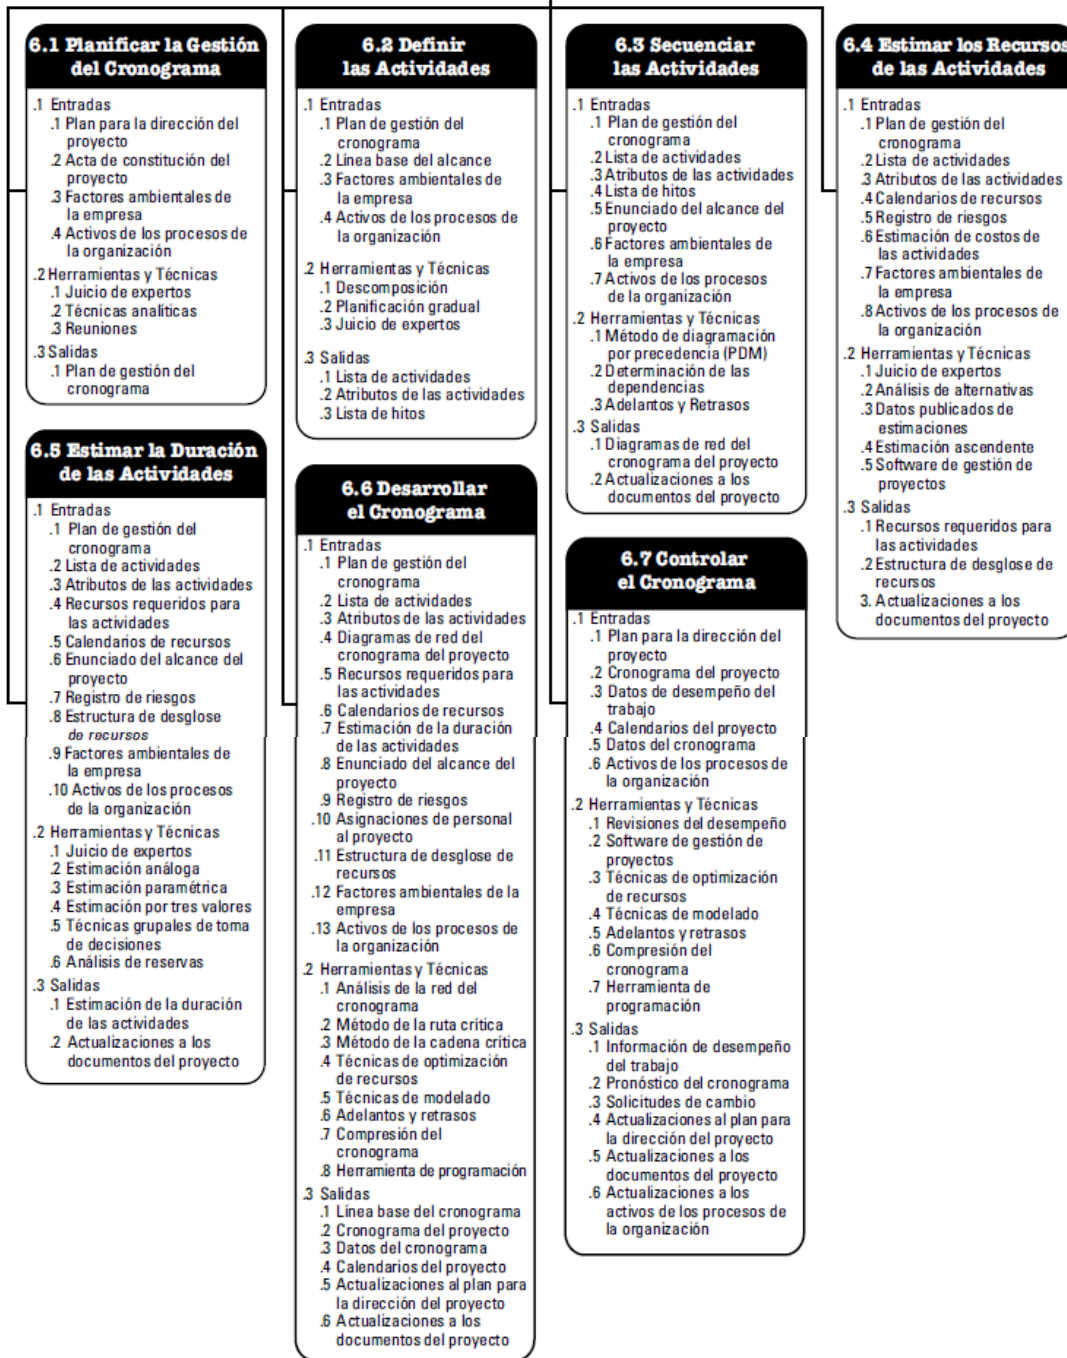 6.1 Planificar la Gestión
del Cronograma
.1 Entradas
.1 Plan para la dirección del
proyecto
.2 Acta de constitución del
proyecto
.3 Factores ambientales de
la empresa
.4 Activos de los procesos de
la organización
.2 Herramientas y Técnicas
.1 Juicio de expertos
.2 Técnicas analíticas
.3 Reuniones
.3 Salidas
.1 Plan de gestión del
cronograma
6.2 Definir
las Actividades
.1 Entradas
.1 Plan de gestión del
cronograma
.2 Línea base del alcance
.3 Factores ambientales de
la empresa
.4 Activos de los procesos de
la organización
.2 Herramientas y Técnicas
.1 Descomposición
.2 Planificación gradual
.3 Juicio de expertos
.3 Salidas
.1 Lista de actividades
.2 Atributos de las actividades
.3 Lista de hitos
6.3 Secuenciar
las Actividades
.1 Entradas
.1 Plan de gestión del
cronograma
.2 Lista de actividades
.3 Atributos de las actividades
.4 Lista de hitos
.5 Enunciado del alcance del
proyecto
.6 Factores ambientales de
la empresa
.7 Activos de los procesos
de la organización
.2 Herramientas y Técnicas
.1 Método de diagramación
por precedencia (PDM)
.2 Determinación de las
dependencias
.3 Adelantos y Retrasos
.3 Salidas
.1 Diagramas de red del
cronograma del proyecto
.2 Actualizaciones a los
documentos del proyecto
6.4 Estimar los Recursos
de las Actividades
.1 Entradas
.1 Plan de gestión del
cronograma
.2 Lista de actividades
.3 Atributos de las actividades
.4 Calendarios de recursos
.5 Registro de riesgos
.6 Estimación de costos de
las actividades
.7 Factores ambientales de
la empresa
.8 Activos de los procesos de
la organización
.2 Herramientas y Técnicas
.1 Juicio de expertos
.2 Análisis de alternativas
.3 Datos publicados de
estimaciones
.4 Estimación ascendente
.5 Software de gestión de
proyectos
.3 Salidas
.1 Recursos requeridos para
las actividades
.2 Estructura de desglose de
recursos
3. Actualizaciones a los
documentos del proyecto
6.5 Estimar la Duración
de las Actividades
.1 Entradas
.1 Plan de gestión del
cronograma
.2 Lista de actividades
.3 Atributos de las actividades
.4 Recursos requeridos para
las actividades
.5 Calendarios de recursos
.6 Enunciado del alcance del
proyecto
.7 Registro de riesgos
.8 Estructura de desglose
de recursos
.9 Factores ambientales de
la empresa
.10 Activos de los procesos
de la organización
.2 Herramientas y Técnicas
.1 Juicio de expertos
.2 Estimación análoga
.3 Estimación paramétrica
.4 Estimación por tres valores
.5 Técnicas grupales de toma
de decisiones
.6 Análisis de reservas
.3 Salidas
.1 Estimación de la duración
de las actividades
.2 Actualizaciones a los
documentos del proyecto
6.6 Desarrollar
el Cronograma
.1 Entradas
.1 Plan de gestión del
cronograma
.2 Lista de actividades
.3 Atributos de las actividades
.4 Diagramas de red del
cronograma del proyecto
.5 Recursos requeridos para
las actividades
.6 Calendarios de recursos
.7 Estimación de la duración
de las actividades
.8 Enunciado del alcance del
proyecto
.9 Registro de riesgos
.10 Asignaciones de personal
al proyecto
.11 Estructura de desglose de
recursos
.12 Factores ambientales de la
empresa
.13 Activos de los procesos de
la organización
.2 Herramientas y Técnicas
.1 Análisis de la red del
cronograma
.2 Método de la ruta crítica
.3 Método de la cadena crítica
.4 Técnicas de optimización
de recursos
.5 Técnicas de modelado
.6 Adelantos y retrasos
.7 Compresión del
cronograma
.8 Herramienta de programación
.3 Salidas
.1 Línea base del cronograma
.2 Cronograma del proyecto
.3 Datos del cronograma
.4 Calendarios del proyecto
.5 Actualizaciones al plan para
la dirección del proyecto
.6 Actualizaciones a los
documentos del proyecto
6.7 Controlar
el Cronograma
.1 Entradas
.1 Plan para la dirección del
proyecto
.2 Cronograma del proyecto
.3 Datos de desempeño del
trabajo
.4 Calendarios del proyecto
.5 Datos del cronograma
.6 Activos de los procesos de
la organización
.2 Herramientas y Técnicas
.1 Revisiones del desempeño
.2 Software de gestión de
proyectos
.3 Técnicas de optimización
de recursos
.4 Técnicas de modelado
.5 Adelantos y retrasos
.6 Compresión del
cronograma
.7 Herramienta de
programación
.3 Salidas
.1 Información de desempeño
del trabajo
.2 Pronóstico del cronograma
.3 Solicitudes de cambio
.4 Actualizaciones al plan para
la dirección del proyecto
.5 Actualizaciones a los
documentos del proyecto
.6 Actualizaciones a los
activos de los procesos de
la organización